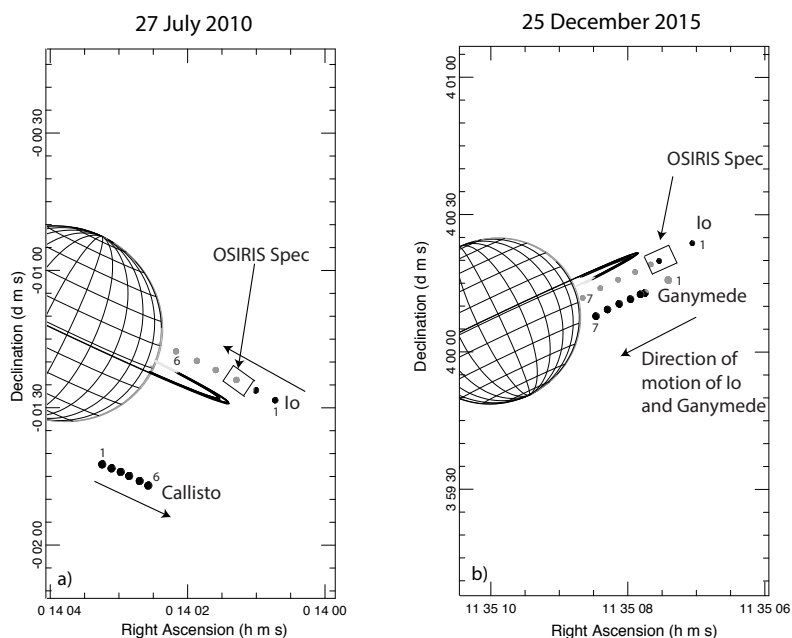 27 July 2010
-0 00 30
-0 01 00
-0 01 30
-0 02 00
Declination (d m s)
OSIRIS Spec
6
Io
1
1
6
Callisto
a)
0 14 04
0 14 02
0 14 00
Right Ascension (h m s)
25 December 2015
4 01 00
4 00 30
4 00 00
3 59 30
Declination (d m s)
OSIRIS Spec
Io
1
1
7
Ganymede
7
Direction of
motion of Io
and Ganymede
b)
11 35 10
11 35 08
11 35 06
Right Ascension (h m s)